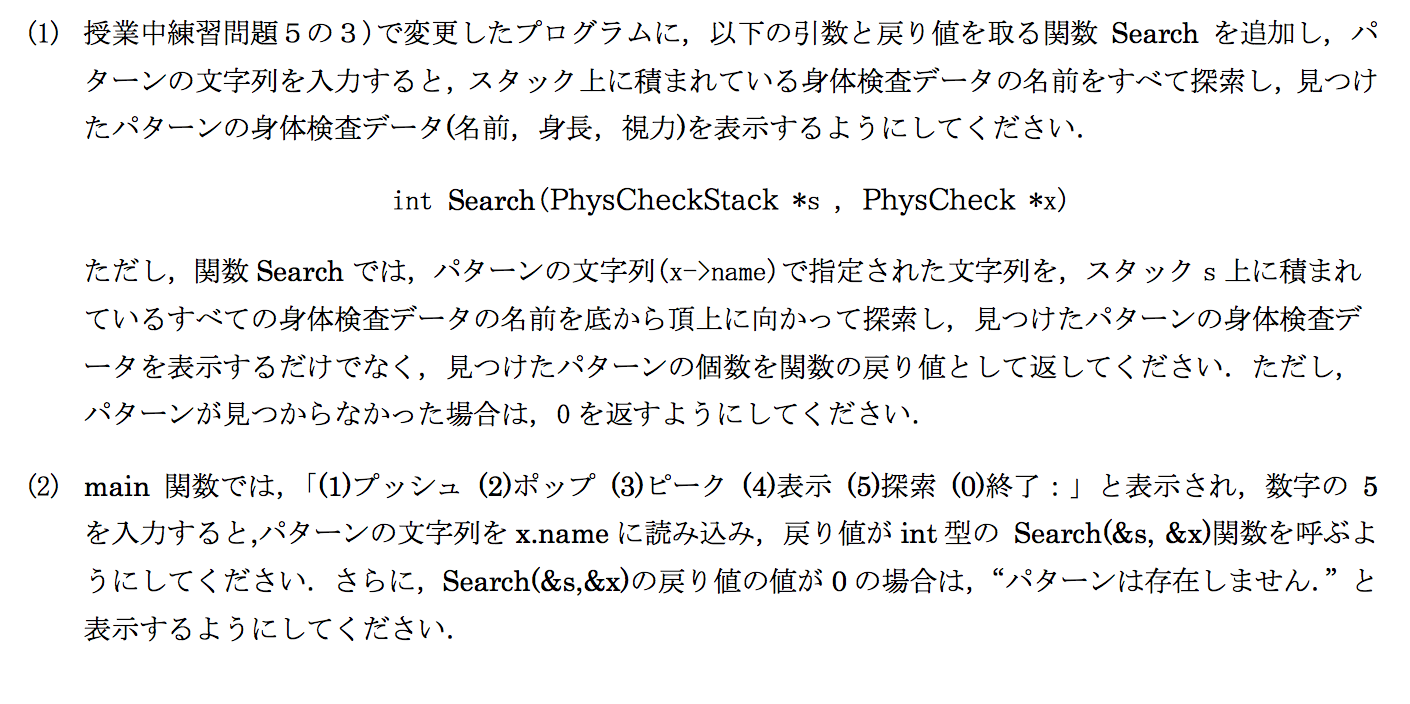 (1) 授業中練習問題５の３)で変更したプログラムに，以下の引数と戻り値を取る関数 Search を追加し，パ
ターンの文字列を入力すると，スタック上に積まれている身体検査データの名前をすべて探索し，見つけ
たパターンの身体検査データ(名前，身長，視力)を表示するようにしてください．
int Search(PhysCheckStack *s , PhysCheck *x)
ただし，関数 Search では，パターンの文字列(x->name)で指定された文字列を，スタック s 上に積まれ
ているすべての身体検査データの名前を底から頂上に向かって探索し，見つけたパターンの身体検査デ
ータを表示するだけでなく，見つけたパターンの個数を関数の戻り値として返してください．ただし，
パターンが見つからなかった場合は，0 を返すようにしてください．
(2) main 関数では，「(1)プッシュ (2)ポップ (3)ピーク (4)表示 (5)探索 (0)終了：」と表示され，数字の 5
を入力すると,パターンの文字列を x.name に読み込み，戻り値が int 型の Search(&s, &x)関数を呼ぶよ
うにしてください．さらに，Search(&s,&x)の戻り値の値が 0 の場合は，“パターンは存在しません．” と
表示するようにしてください．